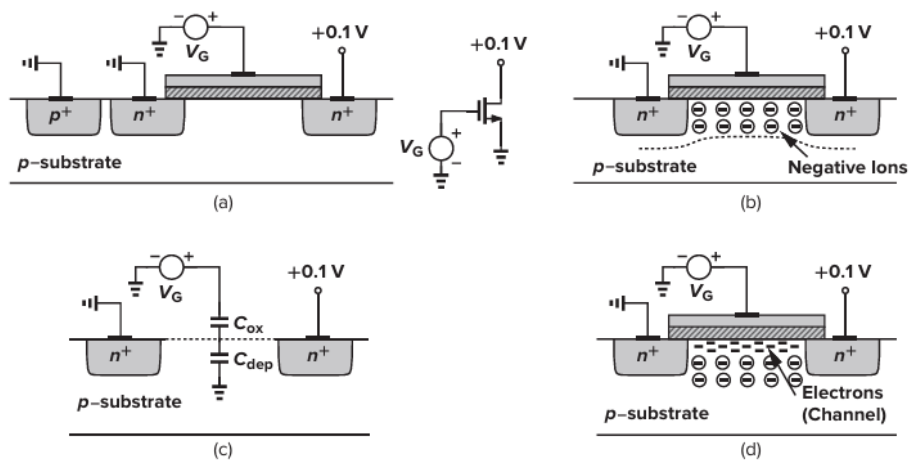 − +
V_G
+0.1 V
p+
n+
n+
p−substrate
(a)
+0.1 V
V_G
+
−
− +
V_G
+0.1 V
n+
n+
p−substrate
Negative Ions
(b)
− +
V_G
+0.1 V
C_ox
n+
C_dep
n+
p−substrate
(c)
− +
V_G
+0.1 V
n+
n+
p−substrate
Electrons
(Channel)
(d)